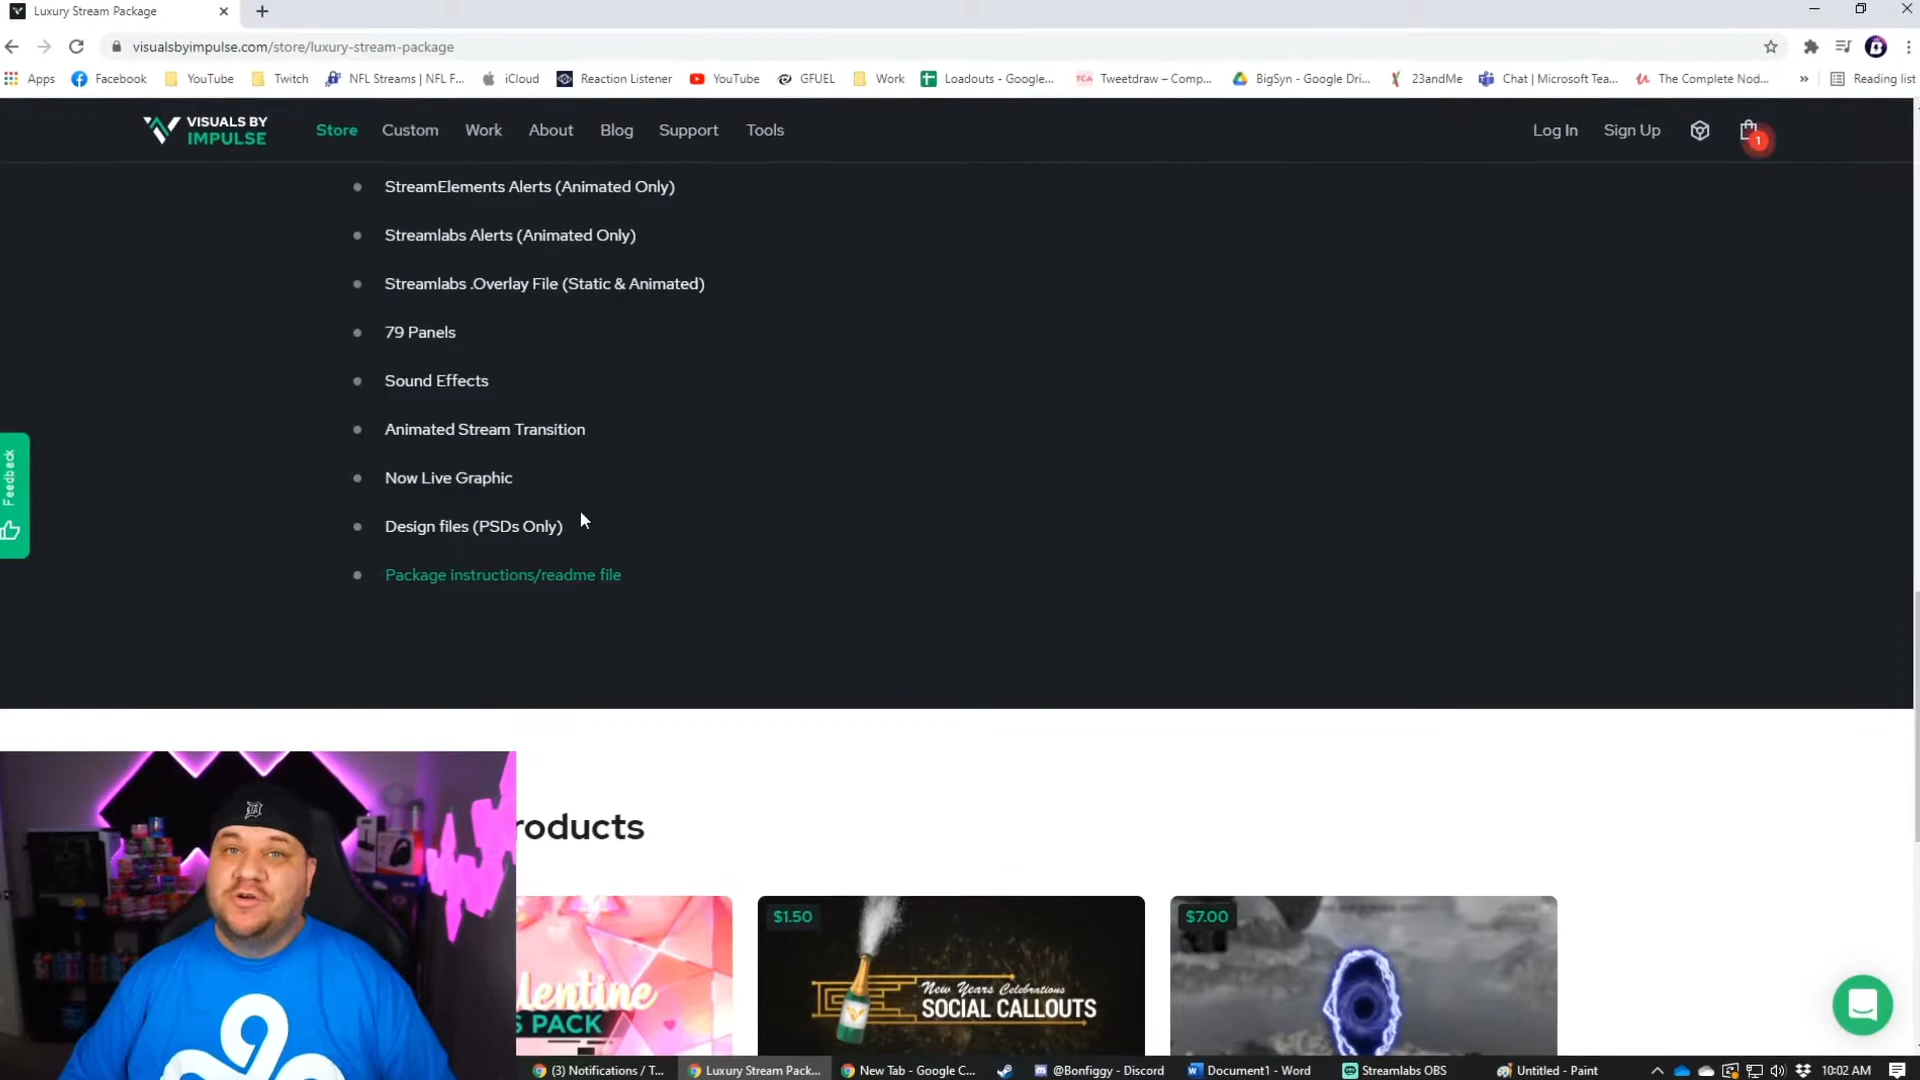 Luxury Stream Package
visualsbyimpulse.com/store/luxury-stream-package
Apps Facebook YouTube Twitch NFL Streams | NFL F... iCloud Reaction Listener YouTube GFUEL Work Loadouts - Google... Tweetdraw – Comp... BigSyn - Google Dri... 23andMe Chat | Microsoft Tea... The Complete Nod... » Reading list
VISUALS BY
IMPULSE
Store Custom Work About Blog Support Tools Log In Sign Up 1
StreamElements Alerts (Animated Only)
Streamlabs Alerts (Animated Only)
Streamlabs .Overlay File (Static & Animated)
79 Panels
Sound Effects
Animated Stream Transition
Now Live Graphic
Design files (PSDs Only)
Package instructions/readme file
Feedback
roducts
$1.50
$7.00
lentine
S PACK
New Years Celebrations
SOCIAL CALLOUTS
(3) Notifications / T... Luxury Stream Pack... New Tab - Google C... @Bonfiggy - Discord Document1 - Word Streamlabs OBS Untitled - Paint 10:02 AM